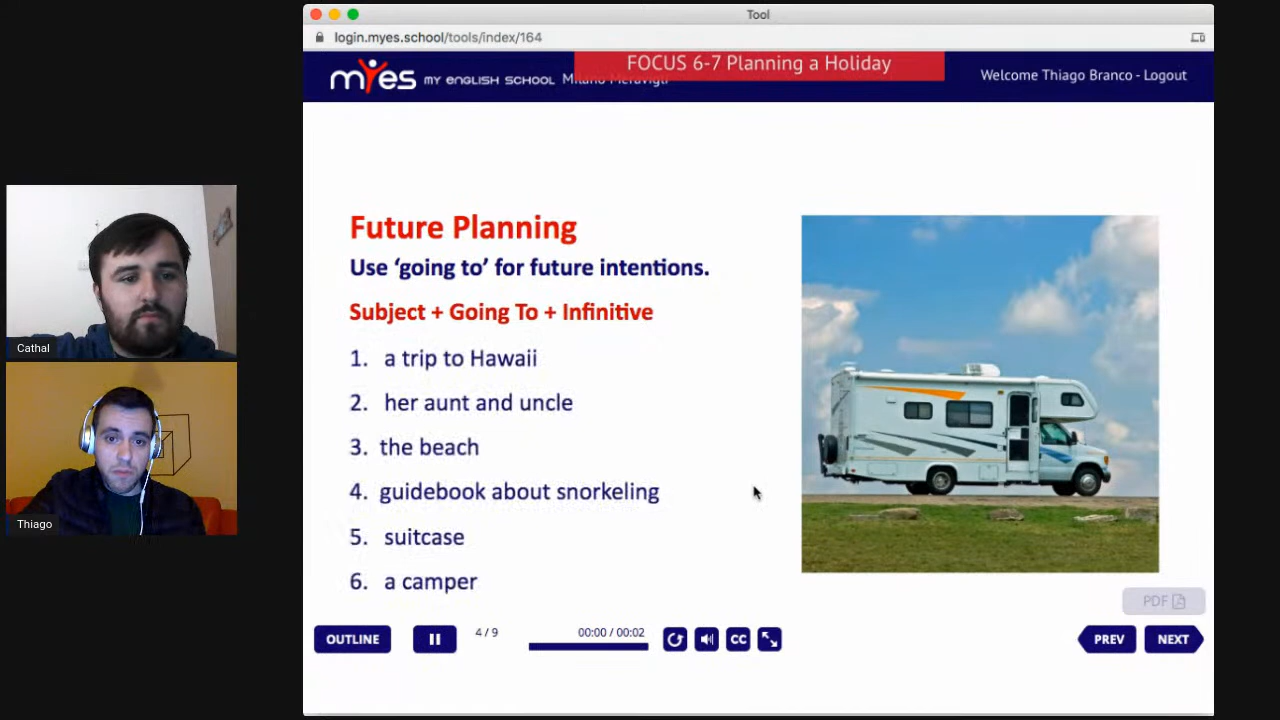 Tool
login.myes.school/tools/index/164
FOCUS 6-7 Planning a Holiday
myes MY ENGLISH SCHOOL Milano Meravigli
Welcome Thiago Branco - Logout
Future Planning
Use ‘going to’ for future intentions.
Subject + Going To + Infinitive
1. a trip to Hawaii
2. her aunt and uncle
3. the beach
4. guidebook about snorkeling
5. suitcase
6. a camper
Cathal
Thiago
PDF
OUTLINE
4 / 9
00:00 / 00:02
CC
PREV
NEXT